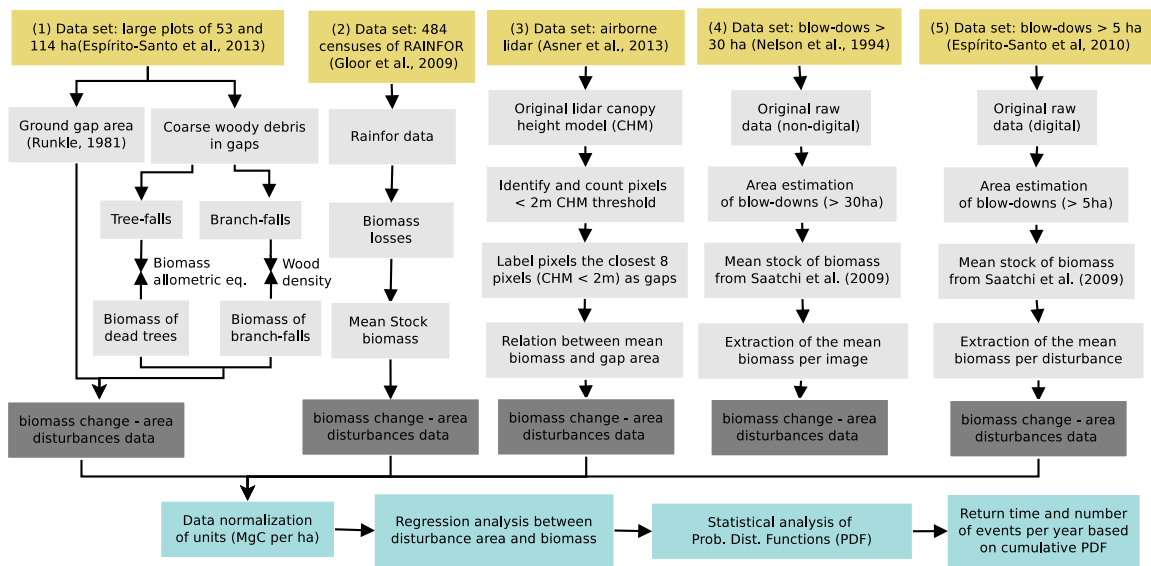 (1) Data set: large plots of 53 and
114 ha(Espírito-Santo et al., 2013)
(2) Data set: 484
censuses of RAINFOR
(Gloor et al., 2009)
(3) Data set: airborne
lidar (Asner et al., 2013)
(4) Data set: blow-dows >
30 ha (Nelson et al., 1994)
(5) Data set: blow-dows > 5 ha
(Espírito-Santo et al, 2010)
Ground gap area
(Runkle, 1981)
Coarse woody debris
in gaps
Tree-falls
Branch-falls
Biomass
allometric eq.
Wood
density
Biomass of
dead trees
Biomass of
branch-falls
Rainfor data
Biomass
losses
Mean Stock
biomass
Original lidar canopy
height model (CHM)
Identify and count pixels
< 2m CHM threshold
Label pixels the closest 8
pixels (CHM < 2m) as gaps
Relation between mean
biomass and gap area
Original raw
data (non-digital)
Area estimation
of blow-downs (> 30ha)
Mean stock of biomass
from Saatchi et al. (2009)
Extraction of the mean
biomass per image
Original raw
data (digital)
Area estimation
of blow-downs (> 5ha)
Mean stock of biomass
from Saatchi et al. (2009)
Extraction of the mean
biomass per disturbance
biomass change - area
disturbances data
biomass change - area
disturbances data
biomass change - area
disturbances data
biomass change - area
disturbances data
biomass change - area
disturbances data
Data normalization
of units (MgC per ha)
Regression analysis between
disturbance area and biomass
Statistical analysis of
Prob. Dist. Functions (PDF)
Return time and number
of events per year based
on cumulative PDF